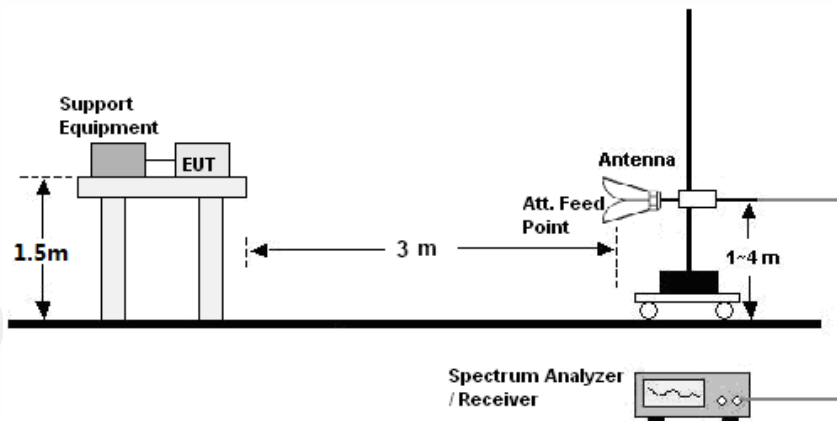 Support
Equipment
EUT
Antenna
Att. Feed
Point
1.5m
3 m
1~4 m
Spectrum Analyzer
/ Receiver